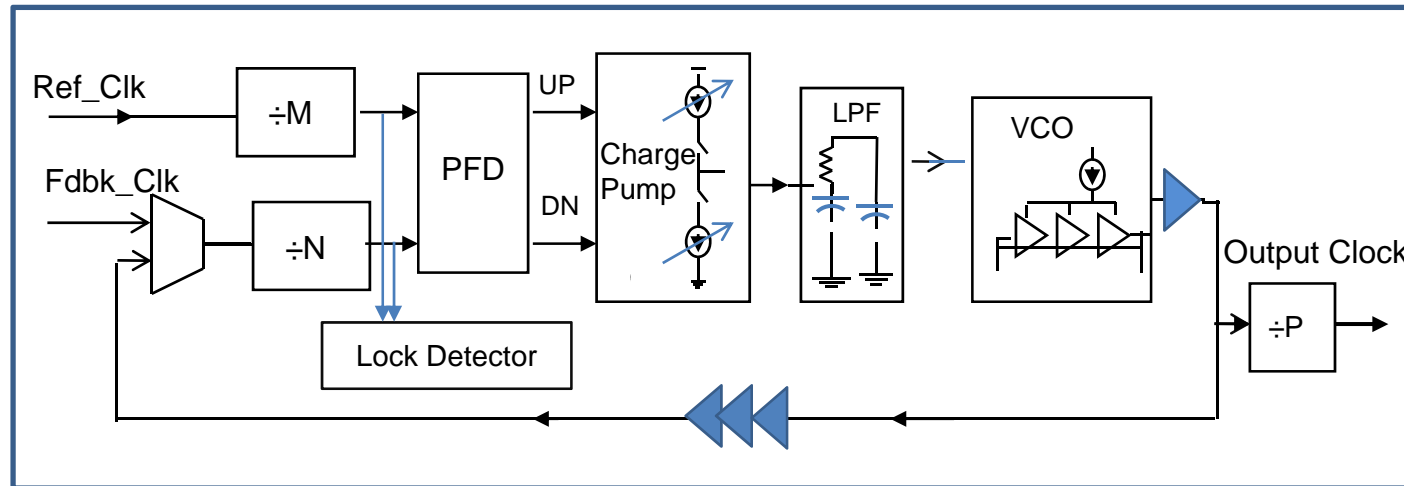 Ref_Clk
÷M
Fdbk_Clk
÷N
PFD
UP
DN
Charge
Pump
LPF
VCO
Output Clock
÷P
Lock Detector